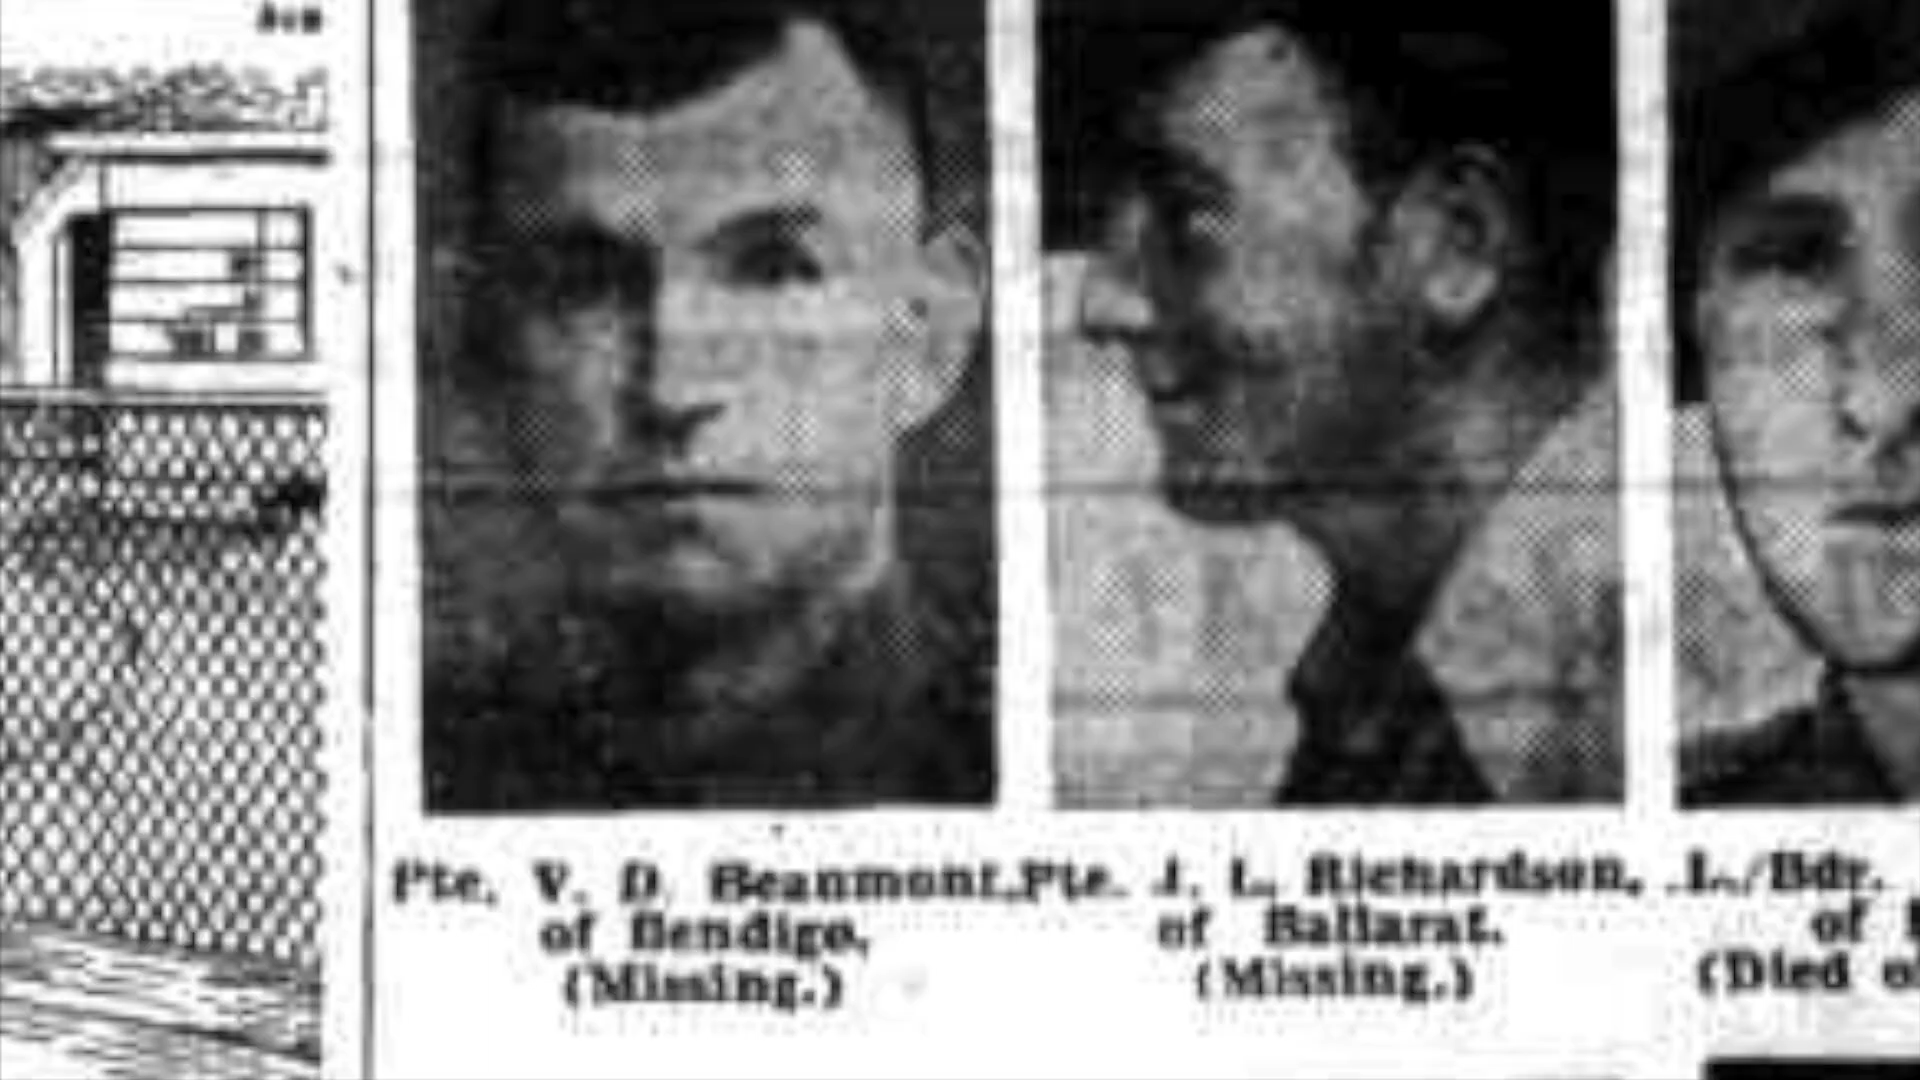 Pte. V. D. Beaumont,
of Bendigo,
(Missing.)
Pte. J. L. Richardson,
of Ballarat.
(Missing.)
L./Bdr.
of
(Died o